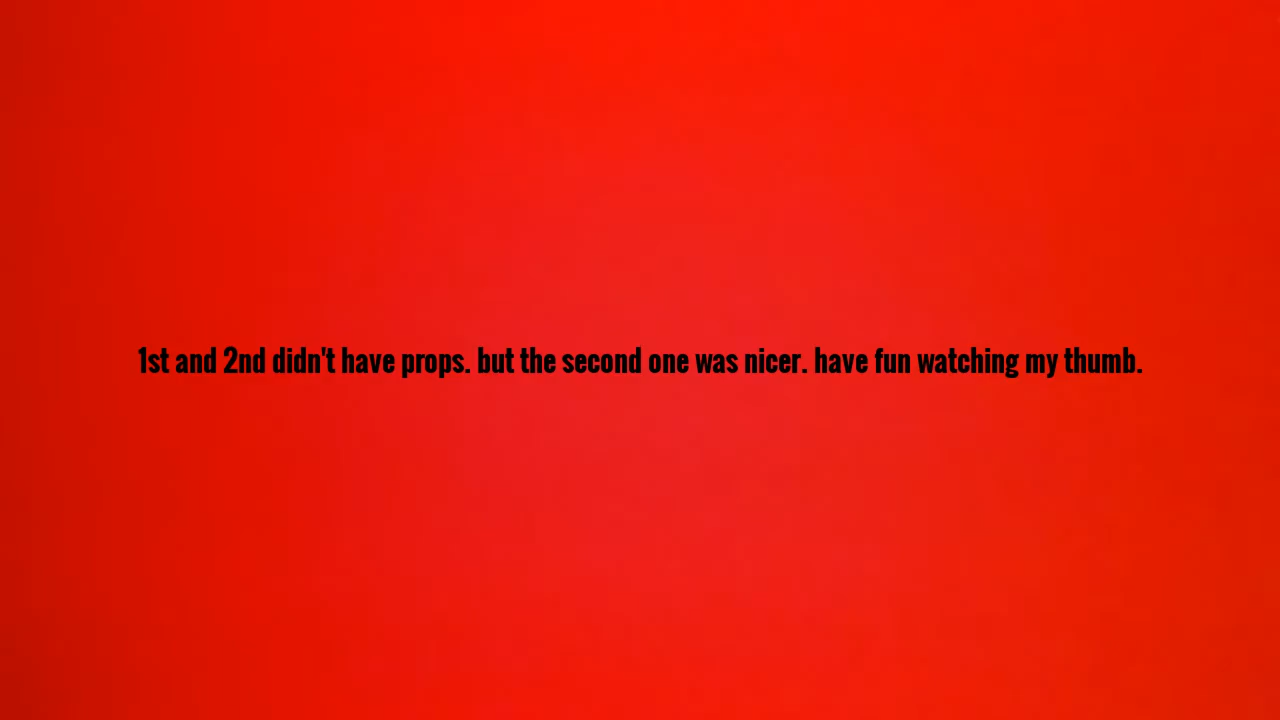 1st and 2nd didn't have props. but the second one was nicer. have fun watching my thumb.